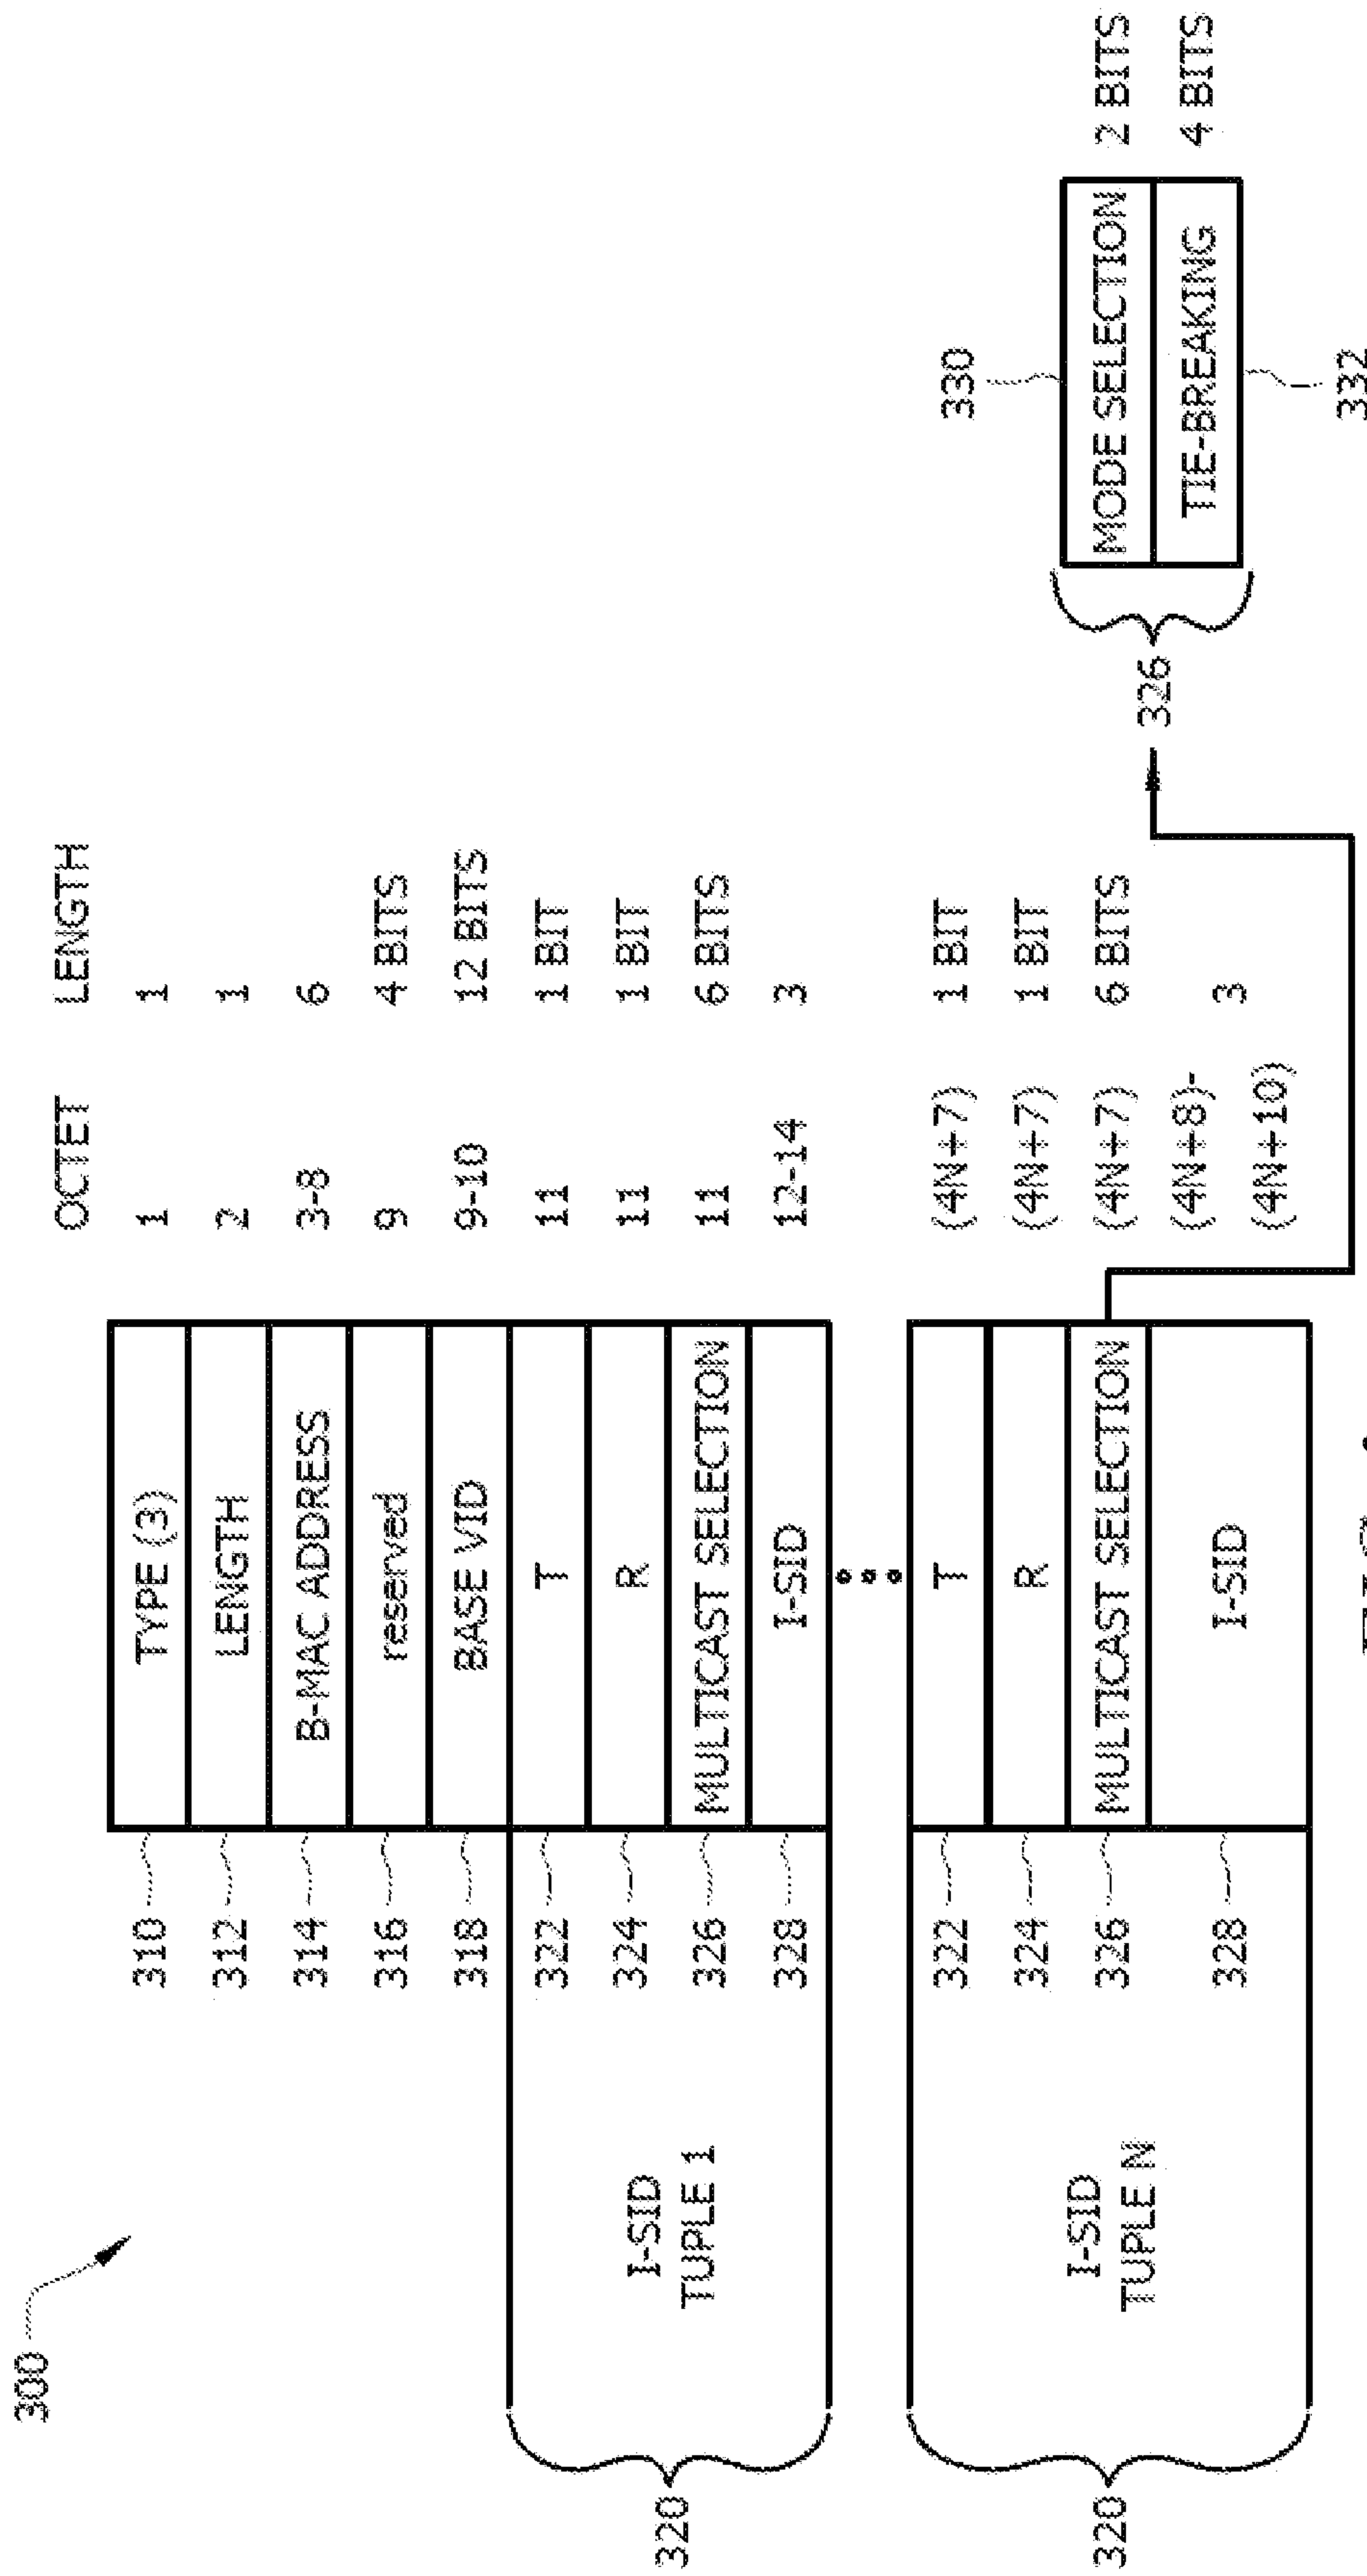 300
OCTET LENGTH
310 TYPE (3) 1 1
312 LENGTH 2 1
314 B-MAC ADDRESS 3-8 6
316 reserved 9 4 BITS
318 BASE VID 9-10 12 BITS
322 T 11 1 BIT
324 R 11 1 BIT
326 MULTICAST SELECTION 11 6 BITS
328 I-SID 12-14 3
320
I-SID
TUPLE 1
322 T (4N+7) 1 BIT
324 R (4N+7) 1 BIT
326 MULTICAST SELECTION (4N+7) 6 BITS
328 I-SID (4N+8)- 3
(4N+10)
320
I-SID
TUPLE N
326
330
MODE SELECTION 2 BITS
TIE-BREAKING 4 BITS
332